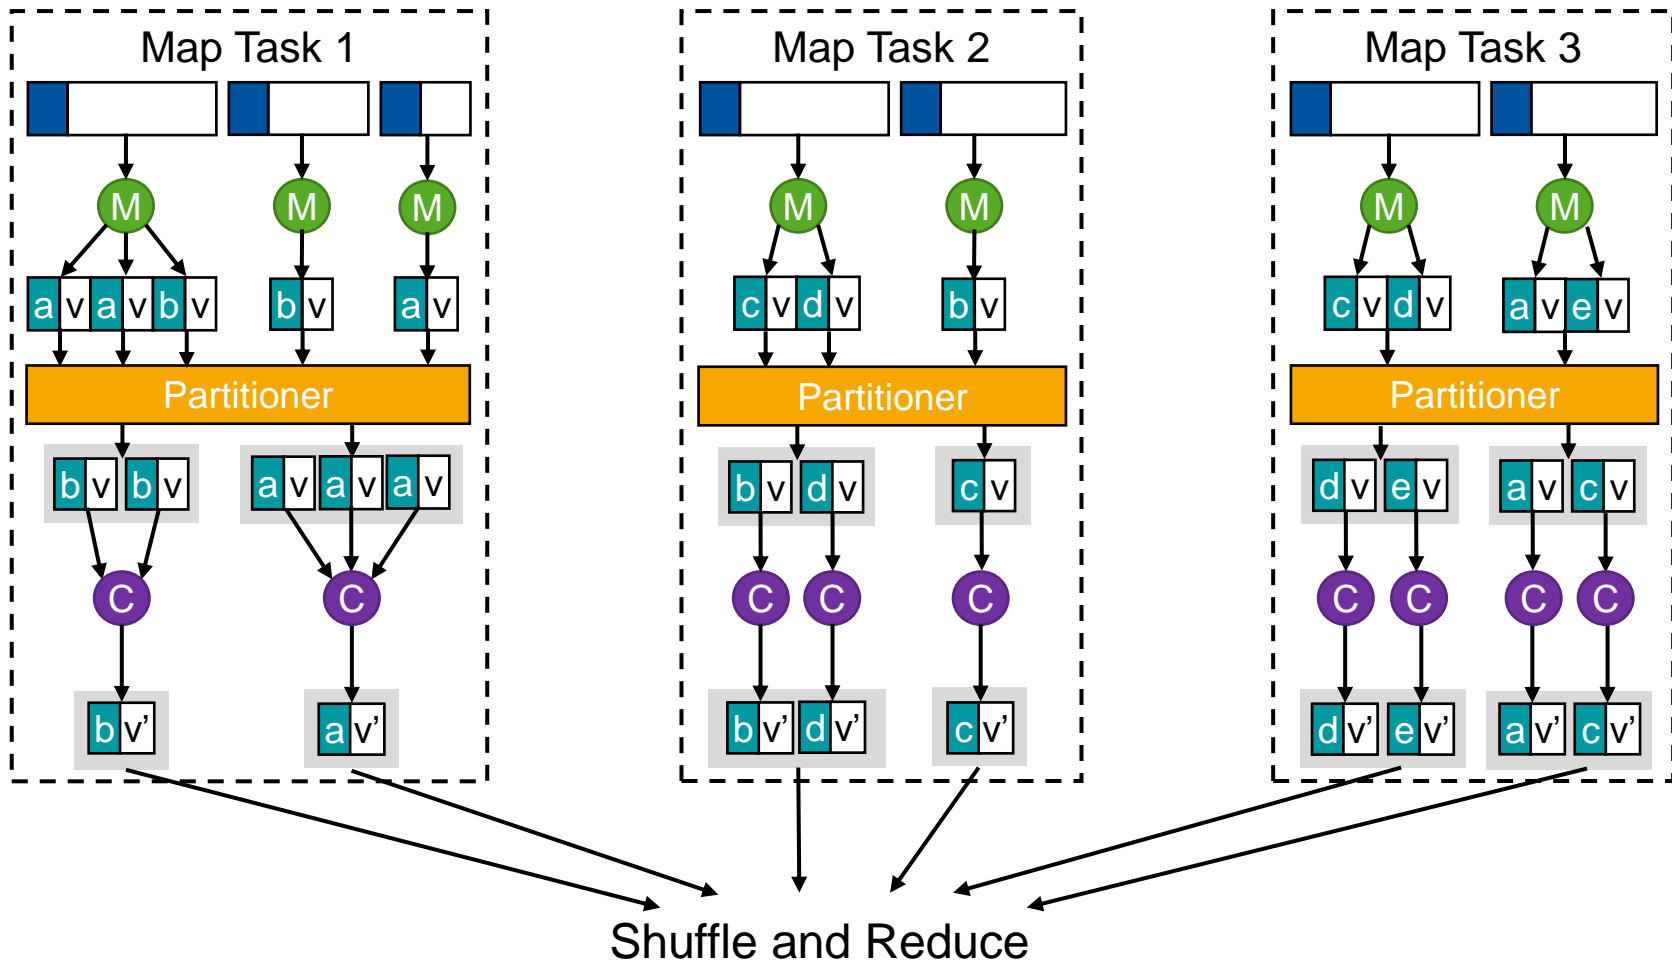 Map Task 1 Map Task 2 Map Task 3
M M M M M M M
a v a v b v b v a v c v d v b v c v d v a v e v
Partitioner Partitioner Partitioner
b v b v a v a v a v b v d v c v d v e v a v c v
C C C C C C C C C
b v’ a v’ b v’ d v’ c v’ d v’ e v’ a v’ c v’
Shuffle and Reduce